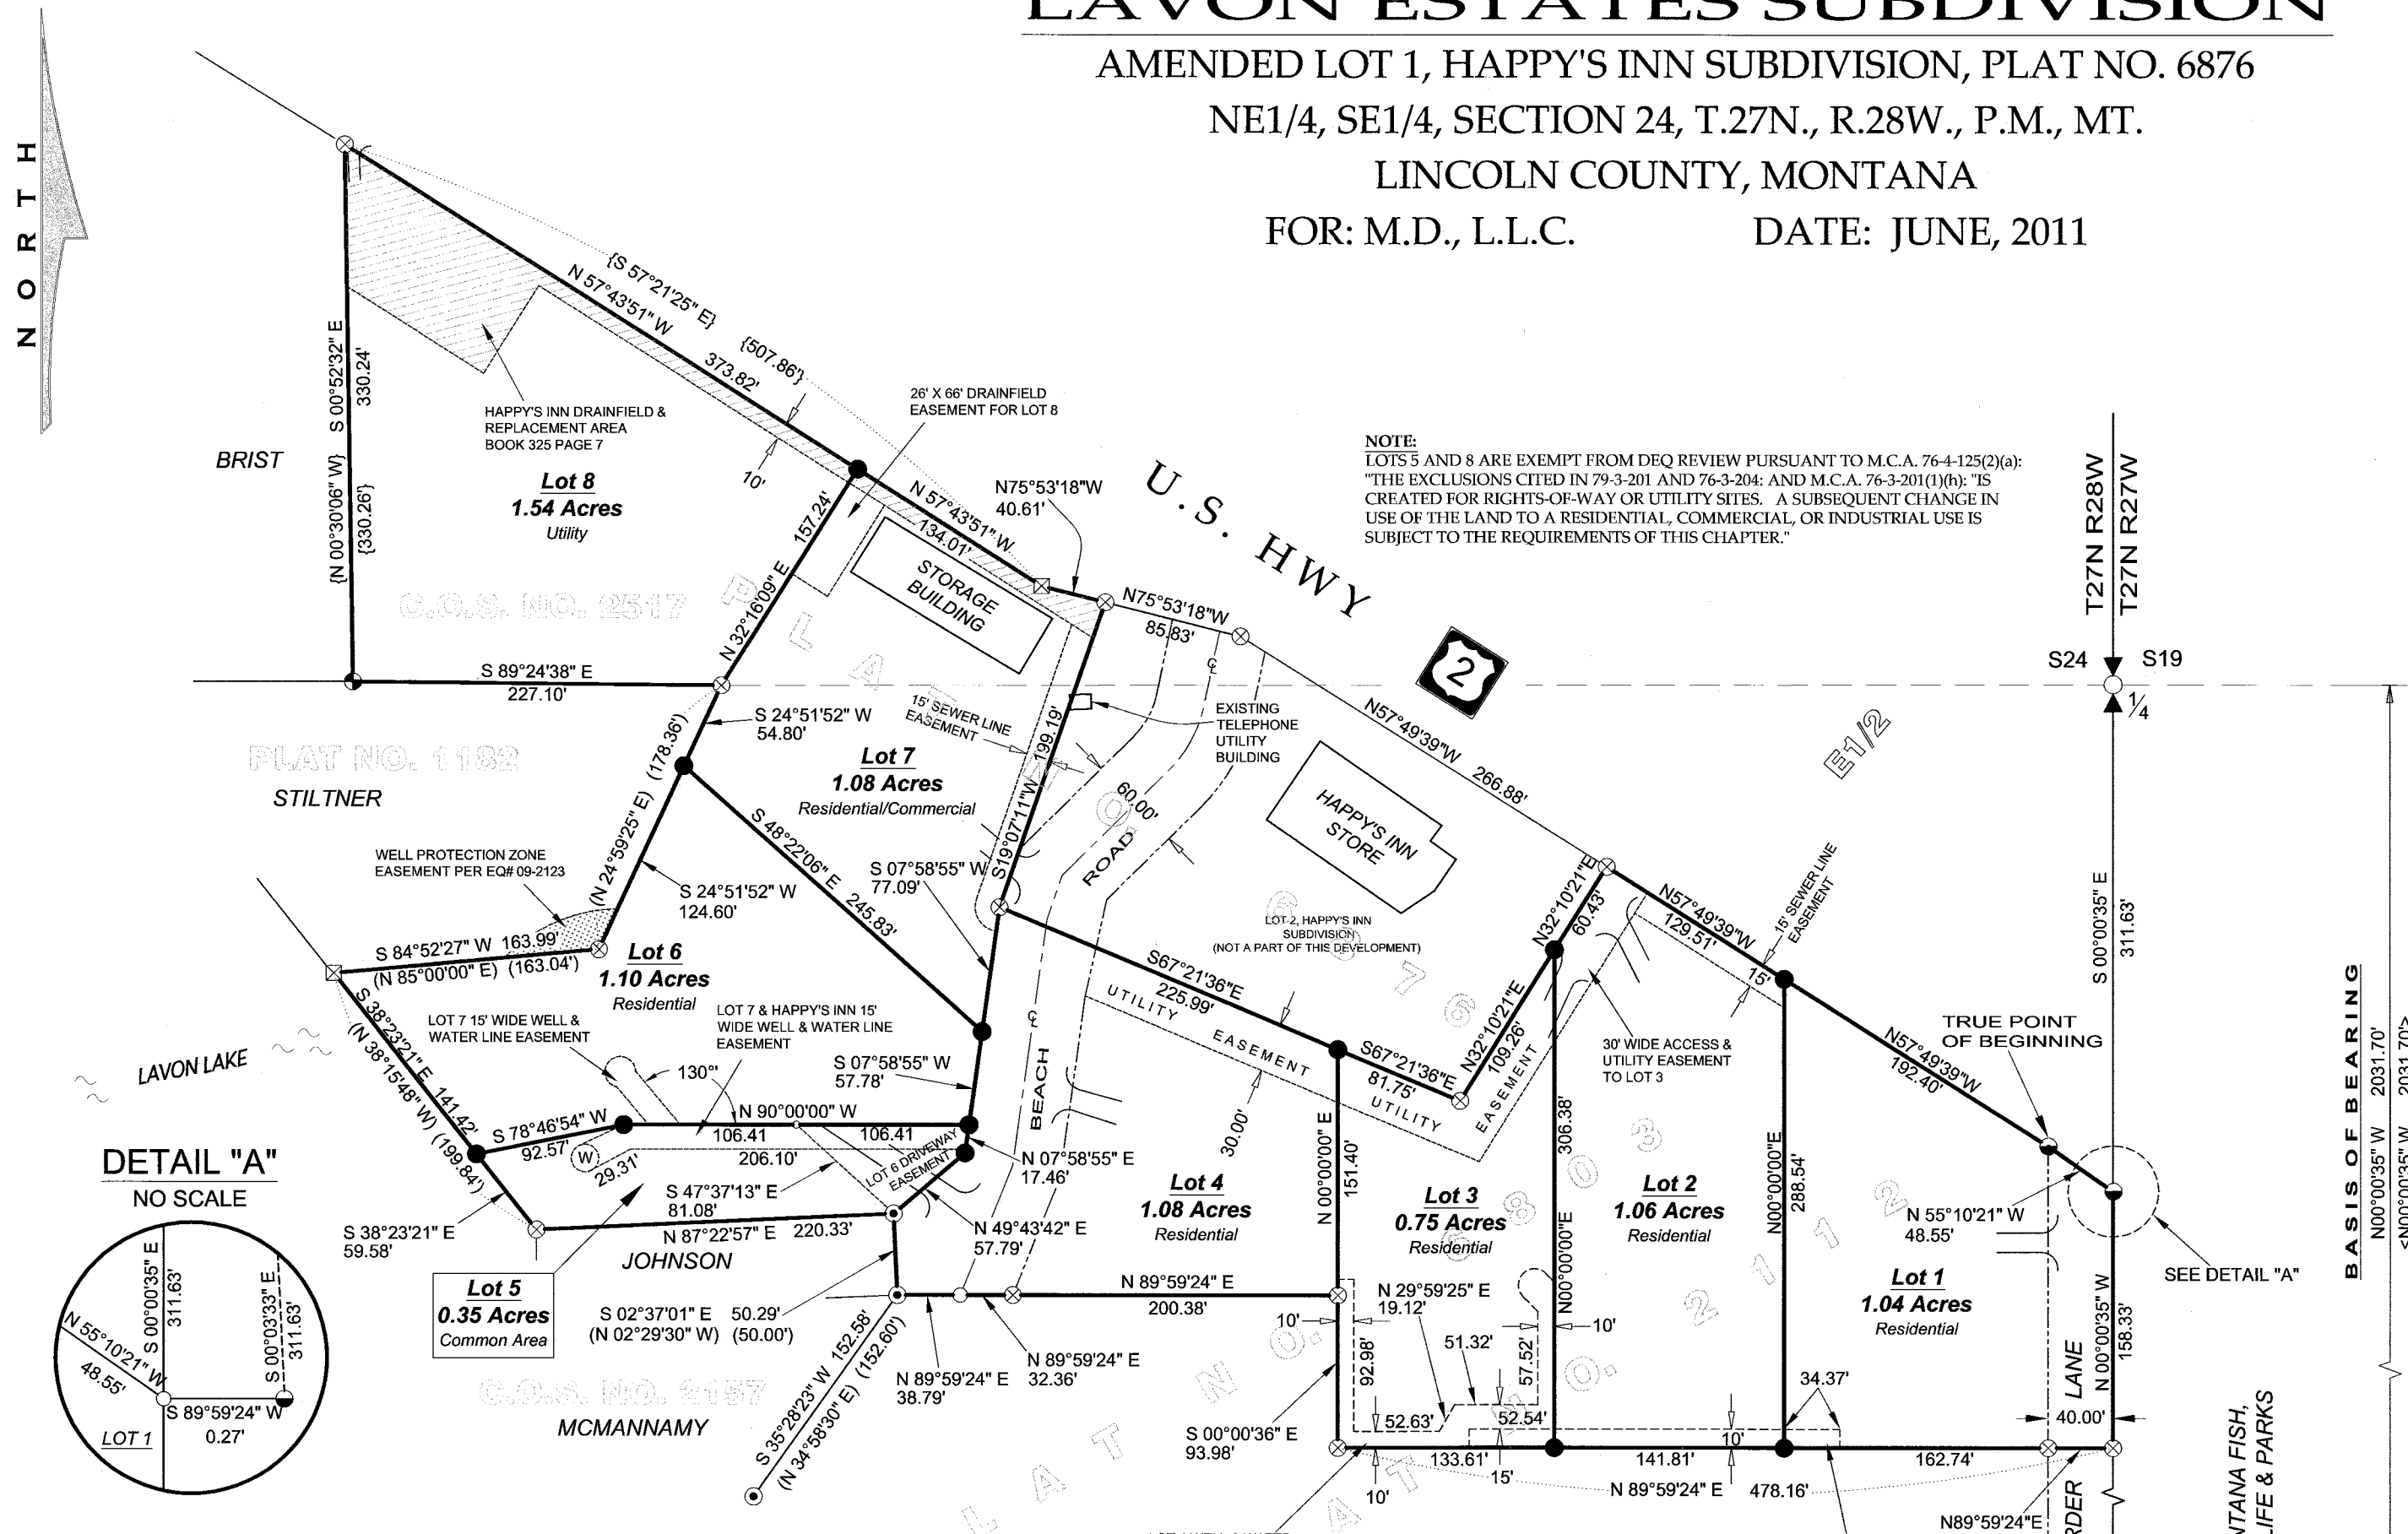 LAVON ESTATES SUBDIVISION
AMENDED LOT 1, HAPPY'S INN SUBDIVISION, PLAT NO. 6876
NE1/4, SE1/4, SECTION 24, T.27N., R.28W., P.M., MT.
LINCOLN COUNTY, MONTANA
FOR: M.D., L.L.C. DATE: JUNE, 2011
NORTH
{S 57°21'25" E}
{507.86'}
N 57°43'51" W
373.82'
10'
S 00°52'32" E
330.24'
{N 00°30'06" W}
{330.26'}
BRIST
HAPPY'S INN DRAINFIELD &
REPLACEMENT AREA
BOOK 325 PAGE 7
Lot 8
1.54 Acres
Utility
26' X 66' DRAINFIELD
EASEMENT FOR LOT 8
N 57°43'51" W
134.01'
N75°53'18"W
40.61'
STORAGE
BUILDING
157.24'
N 32°16'09" E
C.O.S. NO. 2517
U.S. HWY
2
NOTE:
LOTS 5 AND 8 ARE EXEMPT FROM DEQ REVIEW PURSUANT TO M.C.A. 76-4-125(2)(a):
"THE EXCLUSIONS CITED IN 79-3-201 AND 76-3-204: AND M.C.A. 76-3-201(1)(h): "IS
CREATED FOR RIGHTS-OF-WAY OR UTILITY SITES. A SUBSEQUENT CHANGE IN
USE OF THE LAND TO A RESIDENTIAL, COMMERCIAL, OR INDUSTRIAL USE IS
SUBJECT TO THE REQUIREMENTS OF THIS CHAPTER."
T27N R28W
T27N R27W
S24
S19
1/4
N75°53'18"W
85.83'
S 89°24'38" E
227.10'
S 24°51'52" W
54.80'
(178.36')
(N 24°59'25" E)
PLAT NO. 1182
STILTNER
15' SEWER LINE
EASEMENT
199.19'
S19°07'11"W
Lot 7
1.08 Acres
Residential/Commercial
EXISTING
TELEPHONE
UTILITY
BUILDING
60.00'
ROAD
N57°49'39"W 266.88'
HAPPY'S INN
STORE
E1/2
PLAT NO. 6876
S 48°22'06" E 245.83'
S 07°58'55" W
77.09'
WELL PROTECTION ZONE
EASEMENT PER EQ# 09-2123
S 24°51'52" W
124.60'
S 84°52'27" W 163.99'
(N 85°00'00" E) (163.04')
Lot 6
1.10 Acres
Residential
LOT 2, HAPPY'S INN
SUBDIVISION
(NOT A PART OF THIS DEVELOPMENT)
N32°10'21"E
60.43'
N57°49'39"W
129.51'
15' SEWER LINE
EASEMENT
15'
S 00°00'35" E
311.63'
S67°21'36"E
225.99'
UTILITY EASEMENT
S67°21'36"E
81.75'
UTILITY
EASEMENT
N32°10'21"E
109.26'
30.00'
30' WIDE ACCESS &
UTILITY EASEMENT
TO LOT 3
N57°49'39"W
192.40'
TRUE POINT
OF BEGINNING
BASIS OF BEARING
N00°00'35" W 2031.70'
<N00°00'35" W 2031.70'>
LOT 7 15' WIDE WELL &
WATER LINE EASEMENT
LOT 7 & HAPPY'S INN 15'
WIDE WELL & WATER LINE
EASEMENT
LAVON LAKE
S 38°23'21" E 141.42'
(N 38°15'48" W) (199.84')
130°'
S 07°58'55" W
57.78'
N 90°00'00" W
106.41
106.41
S 78°46'54" W
92.57'
W
29.31'
206.10'
LOT 6 DRIVEWAY
EASEMENT
N 07°58'55" E
17.46'
BEACH
S 47°37'13" E
81.08'
S 38°23'21" E
59.58'
N 87°22'57" E 220.33'
N 49°43'42" E
57.79'
JOHNSON
Lot 5
0.35 Acres
Common Area
S 02°37'01" E 50.29'
(N 02°29'30" W) (50.00')
Lot 4
1.08 Acres
Residential
N 00°00'00" E
151.40'
Lot 3
0.75 Acres
Residential
306.38'
N00°00'00"E
Lot 2
1.06 Acres
Residential
N00°00'00"E
288.54'
N 55°10'21" W
48.55'
Lot 1
1.04 Acres
Residential
SEE DETAIL "A"
N 00°00'35" W
158.33'
LANE
40.00'
N 89°59'24" E
200.38'
N 89°59'24" E
38.79'
N 89°59'24" E
32.36'
S 35°28'23" W 152.58'
(N 34°58'30" E) (152.60')
C.O.S. NO. 2157
MCMANNAMY
S 00°00'36" E
93.98'
10'
92.98'
N 29°59'25" E
19.12'
51.32'
57.52'
10'
52.63'
52.54'
34.37'
10'
133.61'
15'
10'
141.81'
162.74'
N 89°59'24" E 478.16'
N89°59'24"E
DETAIL "A"
NO SCALE
S 00°00'35" E
311.63'
S 00°03'33" E
311.63'
N 55°10'21" W
48.55'
S 89°59'24" W
0.27'
LOT 1